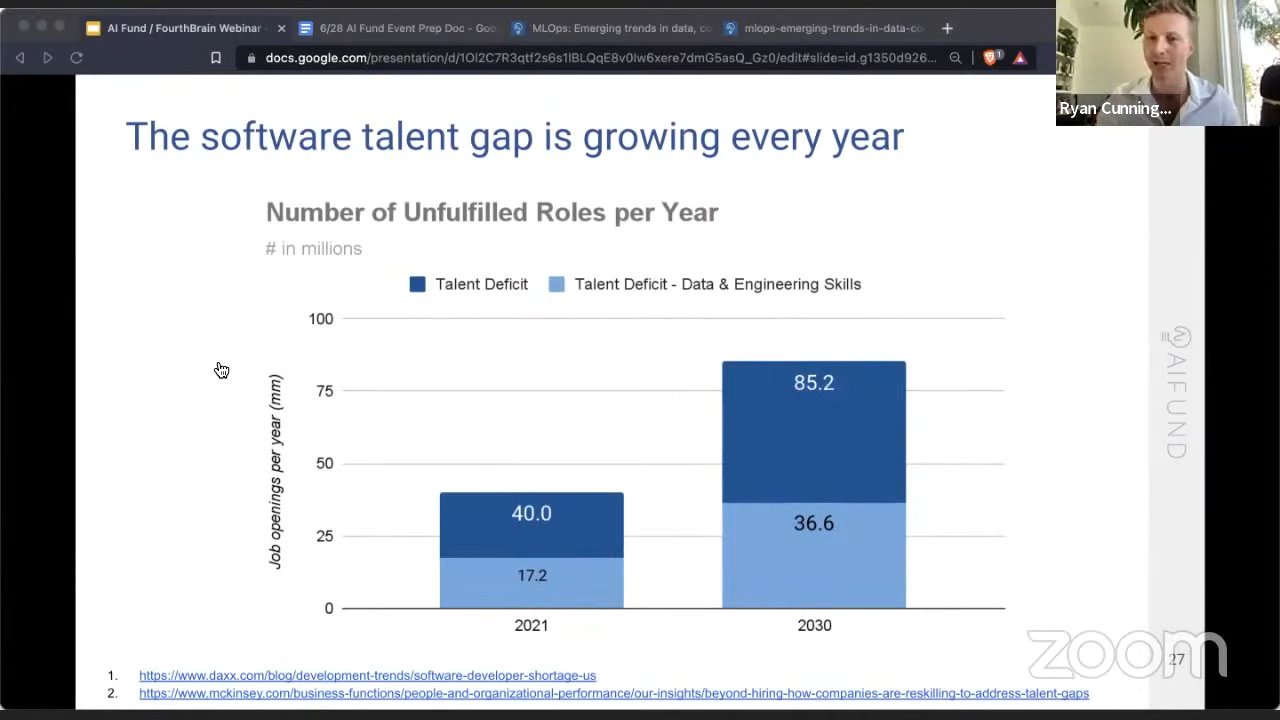 AI Fund / FourthBrain Webinar
6/28 AI Fund Event Prep Doc - Goo
MLOps: Emerging trends in data, co
mlops-emerging-trends-in-data-co
docs.google.com/presentation/d/1Ol2C7R3qtf2s6s1lBLQqE8v0lw6xere7dmG5asQ_Gz0/edit#slide=id.g1350d926...
1
Ryan Cunning...
The software talent gap is growing every year
Number of Unfulfilled Roles per Year
# in millions
Talent Deficit
Talent Deficit - Data & Engineering Skills
Job openings per year (mm)
100
75
50
25
0
40.0
17.2
85.2
36.6
2021
2030
AI FUND
zoom
27
1. https://www.daxx.com/blog/development-trends/software-developer-shortage-us
2. https://www.mckinsey.com/business-functions/people-and-organizational-performance/our-insights/beyond-hiring-how-companies-are-reskilling-to-address-talent-gaps